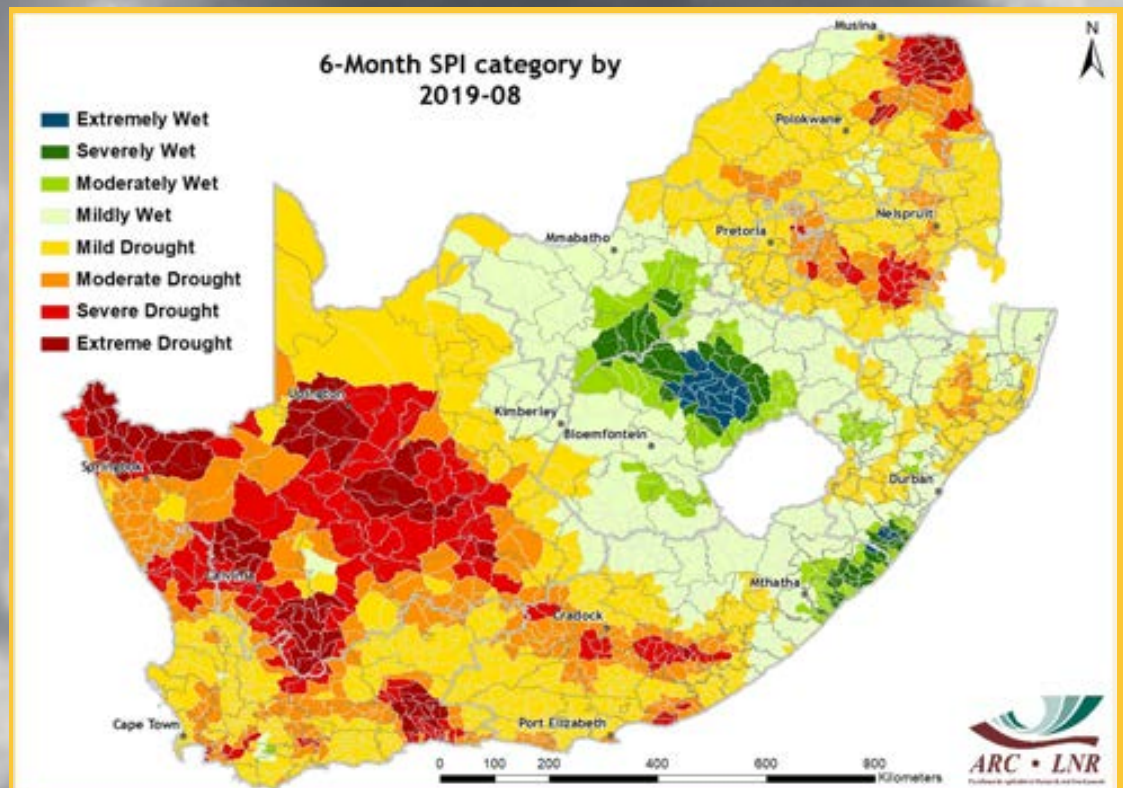 6-Month SPI category by
2019-08
N
Extremely Wet
Severely Wet
Moderately Wet
Mildly Wet
Mild Drought
Moderate Drought
Severe Drought
Extreme Drought
Musina
Polokwane
Nelspruit
Pretoria
Mmabatho
Upington
Kimberley
Bloemfontein
Springbok
Durban
Calvinia
Mthatha
Cradock
Cape Town
Port Elizabeth
0 200 400 600 800
Kilometers
ARC • LNR